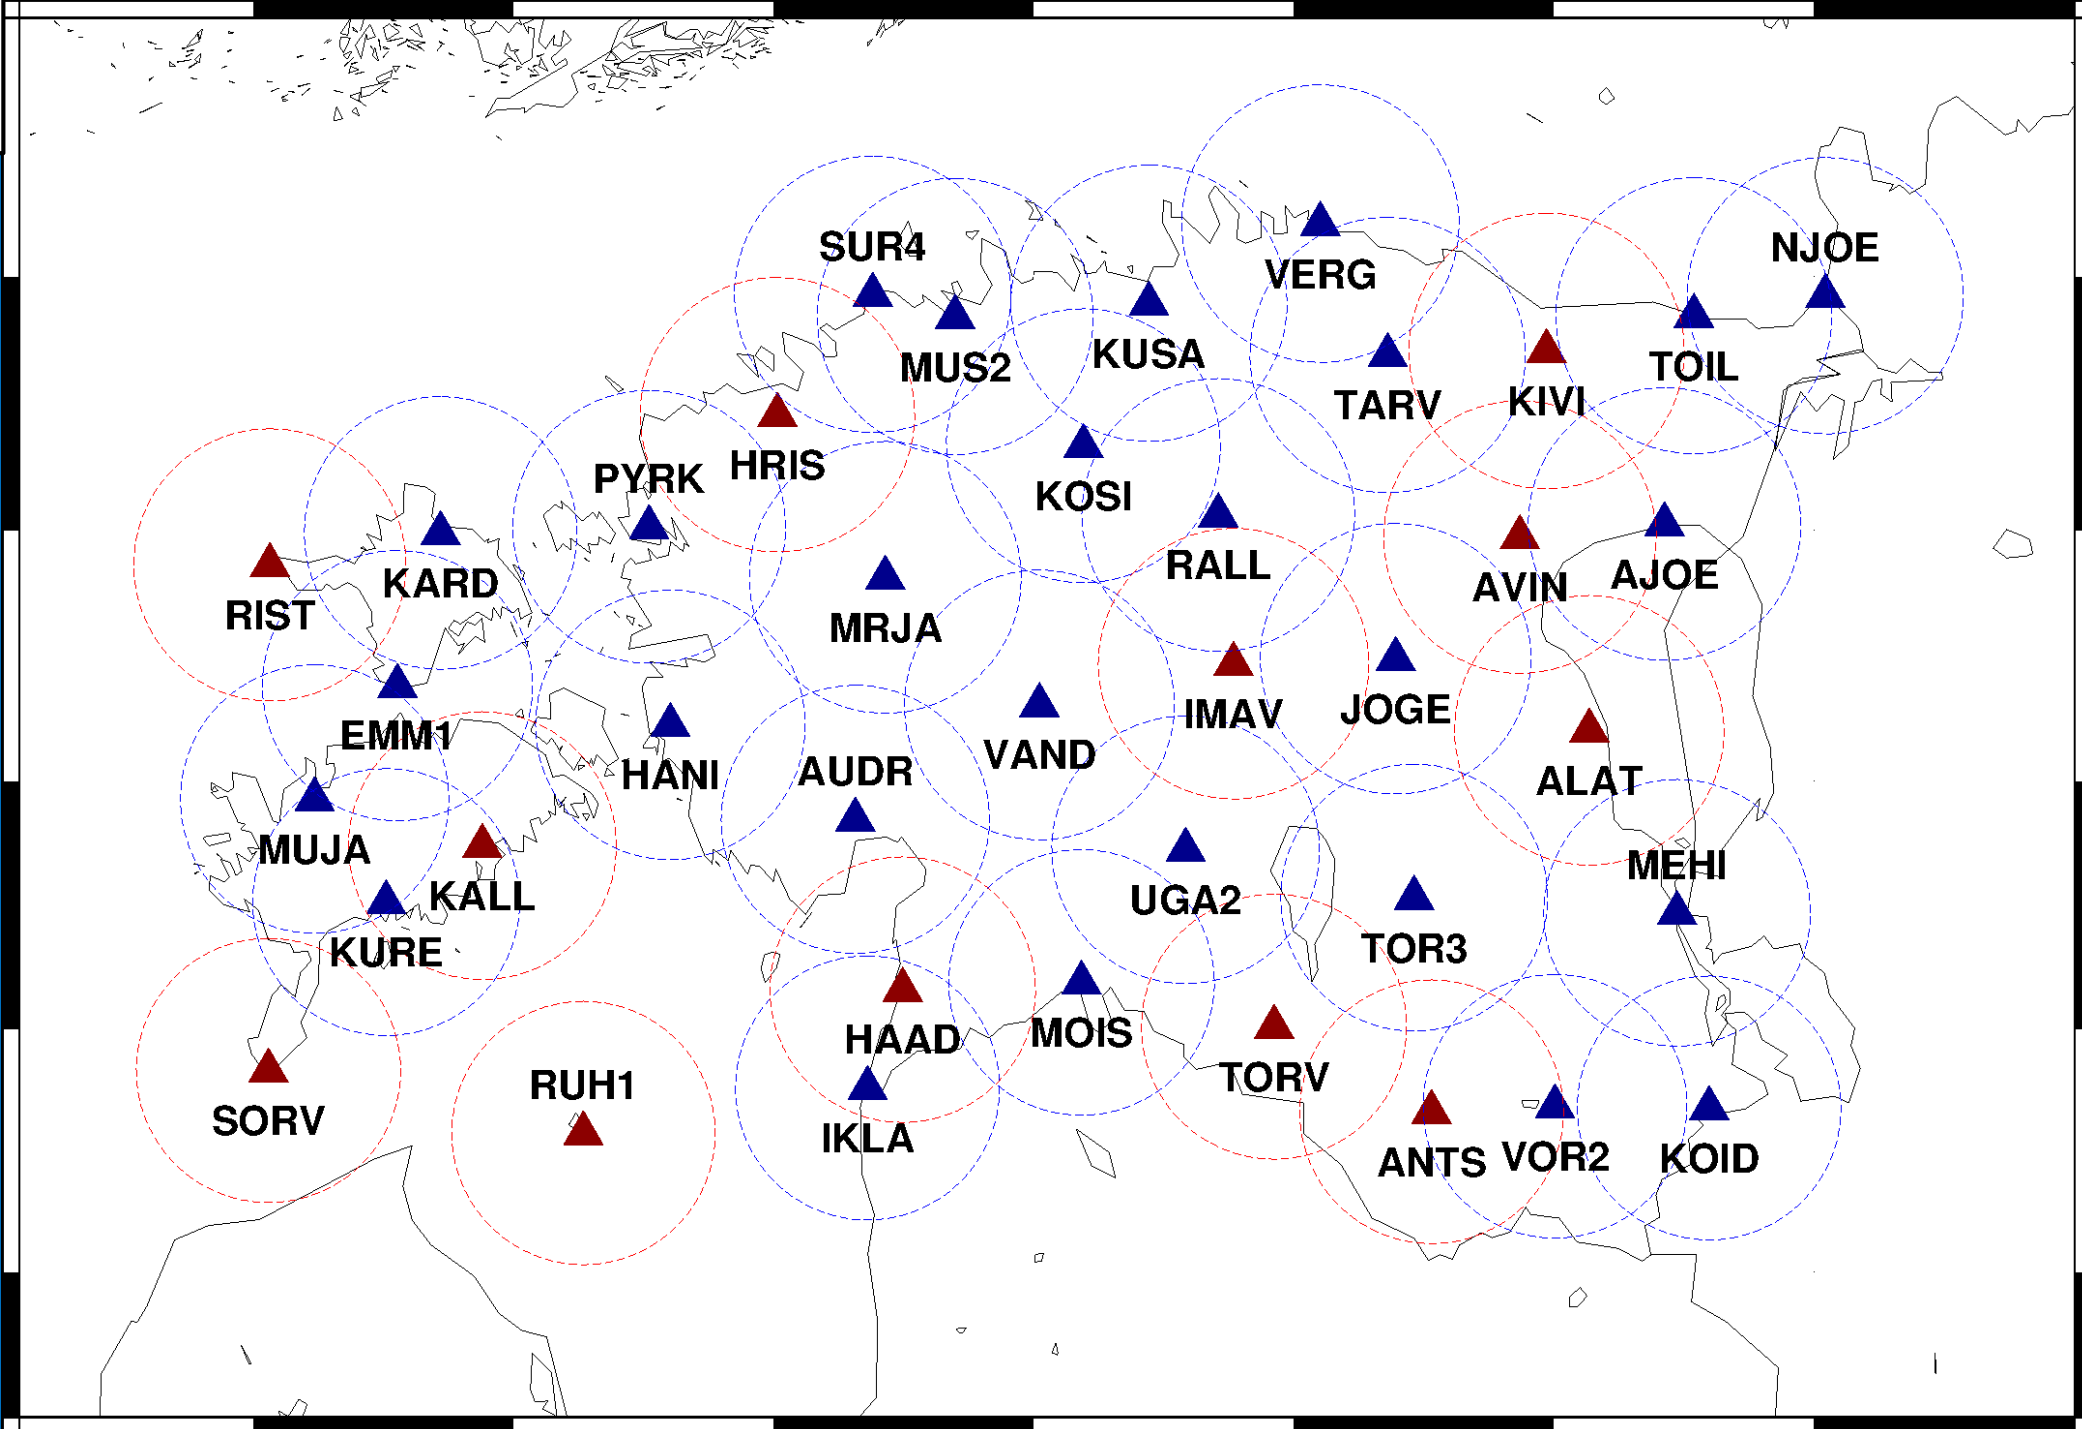 SUR4
NJOE
VERG
KUSA
MUS2
TOIL
KIVI
TARV
HRIS
PYRK
KOSI
RALL
AJOE
KARD
AVIN
RIST
MRJA
JOGE
IMAV
EMM1
VAND
AUDR
HANI
ALAT
MUJA
MEHI
KALL
UGA2
TOR3
KURE
MOIS
HAAD
TORV
RUH1
SORV
IKLA
VOR2
KOID
ANTS